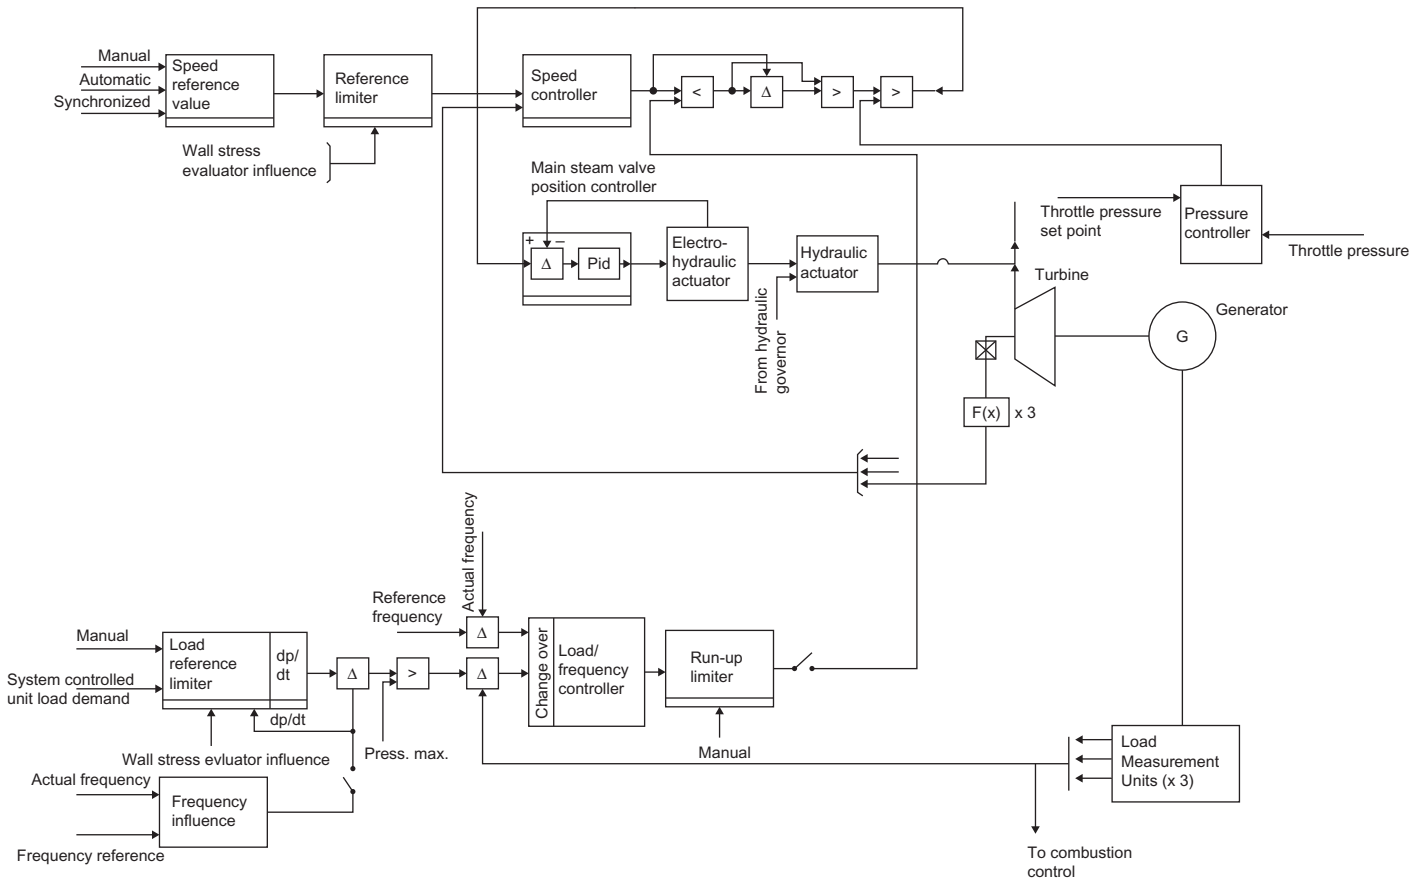 Manual
Automatic
Synchronized
Speed
reference
value
Reference
limiter
Wall stress
evaluator influence
Speed
controller
<
Δ
>
>
Main steam valve
position controller
+
–
Δ
Pid
Electro-
hydraulic
actuator
Hydraulic
actuator
From hydraulic
governor
Throttle pressure
set point
Pressure
controller
Throttle pressure
Turbine
Generator
G
F(x)
x 3
Actual frequency
Reference
frequency
Δ
Manual
System controlled
unit load demand
Load
reference
limiter
dp/
dt
Δ
>
Δ
dp/dt
Wall stress evluator influence
Press. max.
Change over
Load/
frequency
controller
Run-up
limiter
Manual
Actual frequency
Frequency
influence
Frequency reference
Load
Measurement
Units (x 3)
To combustion
control